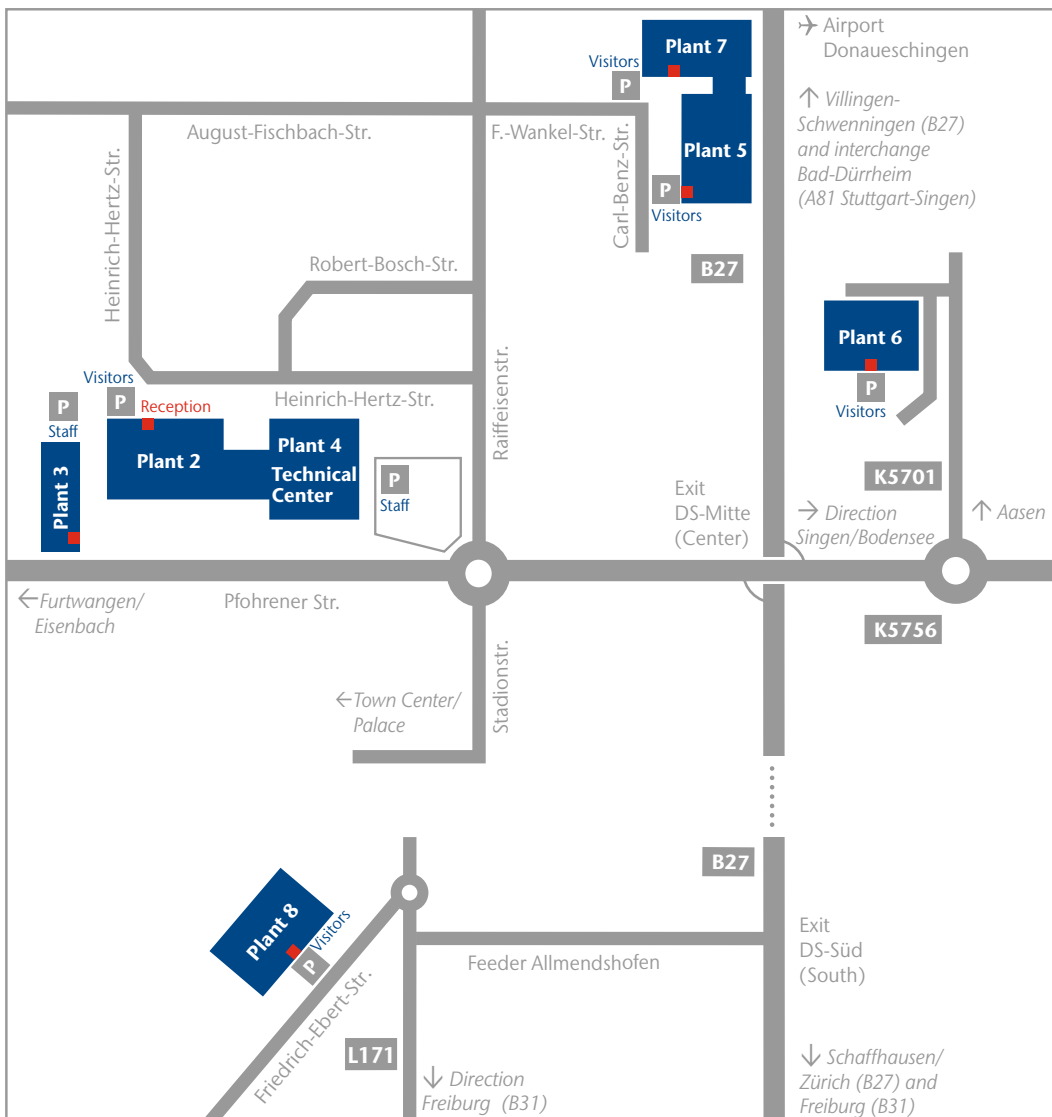 Plant 7
Visitors
P
Airport
Donaueschingen
Villingen-
Schwenningen (B27)
and interchange
Bad-Dürrheim
(A81 Stuttgart-Singen)
August-Fischbach-Str.
F.-Wankel-Str.
Plant 5
P
Visitors
Carl-Benz-Str.
Heinrich-Hertz-Str.
Robert-Bosch-Str.
B27
Plant 6
P
Visitors
Visitors
P
Reception
Heinrich-Hertz-Str.
Raiffeisenstr.
P
Staff
Plant 3
Plant 2
Plant 4
Technical
Center
P
Staff
K5701
Exit
DS-Mitte
(Center)
Direction
Singen/Bodensee
Aasen
Furtwangen/
Eisenbach
Pfohrener Str.
K5756
Stadionstr.
Town Center/
Palace
B27
Plant 8
Visitors
P
Friedrich-Ebert-Str.
Feeder Allmendshofen
Exit
DS-Süd
(South)
L171
Direction
Freiburg (B31)
Schaffhausen/
Zürich (B27) and
Freiburg (B31)